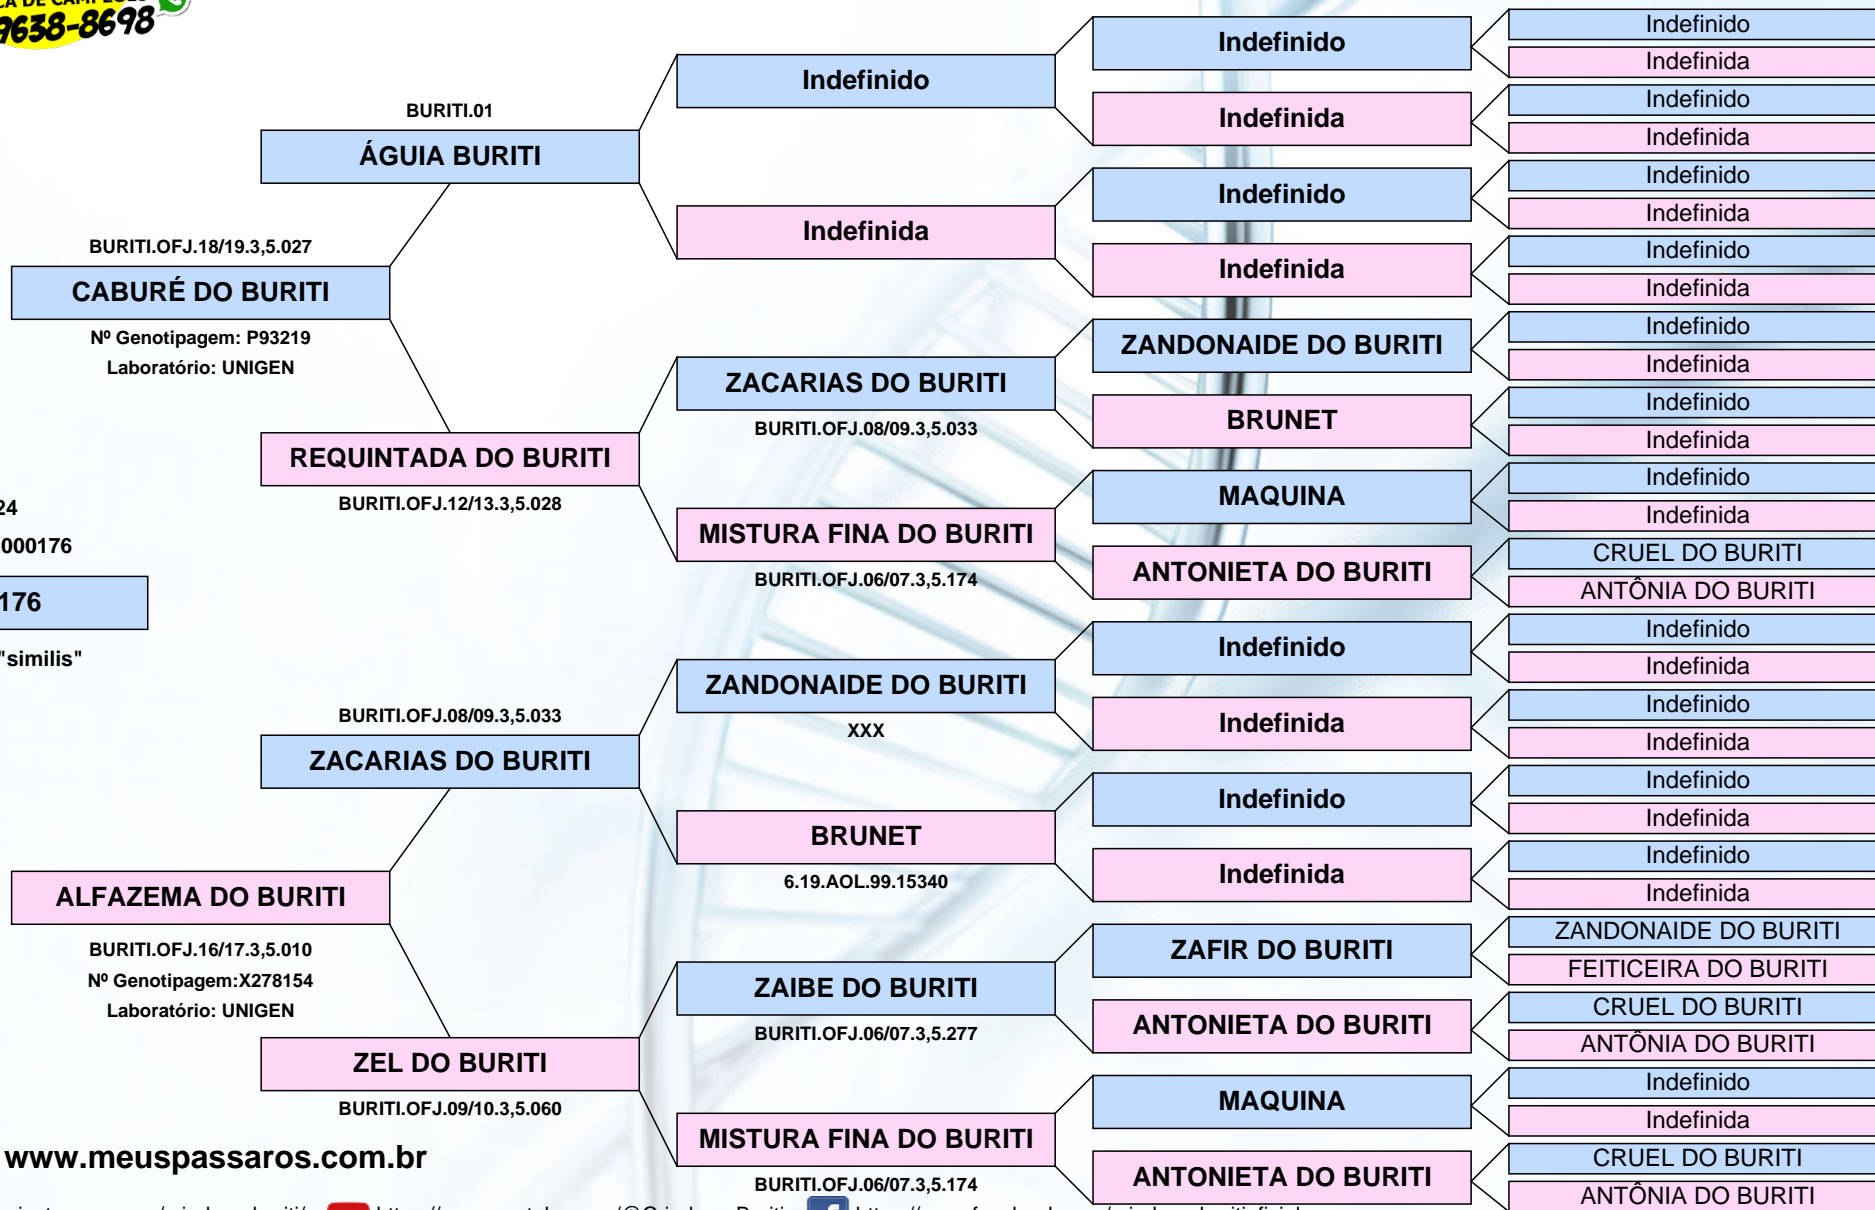 9638-8698
24
000176
176
"similis"
BURITI.OFJ.18/19.3,5.027
CABURÉ DO BURITI
Nº Genotipagem: P93219
Laboratório: UNIGEN
ALFAZEMA DO BURITI
BURITI.OFJ.16/17.3,5.010
Nº Genotipagem:X278154
Laboratório: UNIGEN
BURITI.01
ÁGUIA BURITI
REQUINTADA DO BURITI
BURITI.OFJ.12/13.3,5.028
BURITI.OFJ.08/09.3,5.033
ZACARIAS DO BURITI
ZEL DO BURITI
BURITI.OFJ.09/10.3,5.060
Indefinido
Indefinida
ZACARIAS DO BURITI
BURITI.OFJ.08/09.3,5.033
MISTURA FINA DO BURITI
BURITI.OFJ.06/07.3,5.174
ZANDONAIDE DO BURITI
XXX
BRUNET
6.19.AOL.99.15340
ZAIBE DO BURITI
BURITI.OFJ.06/07.3,5.277
MISTURA FINA DO BURITI
BURITI.OFJ.06/07.3,5.174
Indefinido
Indefinida
Indefinido
Indefinida
ZANDONAIDE DO BURITI
BRUNET
MAQUINA
ANTONIETA DO BURITI
Indefinido
Indefinida
Indefinido
Indefinida
ZAFIR DO BURITI
ANTONIETA DO BURITI
MAQUINA
ANTONIETA DO BURITI
Indefinido
Indefinida
Indefinido
Indefinida
Indefinido
Indefinida
Indefinido
Indefinida
Indefinido
Indefinida
Indefinido
Indefinida
Indefinido
Indefinida
CRUEL DO BURITI
ANTÔNIA DO BURITI
Indefinido
Indefinida
Indefinido
Indefinida
Indefinido
Indefinida
Indefinido
Indefinida
ZANDONAIDE DO BURITI
FEITICEIRA DO BURITI
CRUEL DO BURITI
ANTÔNIA DO BURITI
Indefinido
Indefinida
CRUEL DO BURITI
ANTÔNIA DO BURITI
www.meuspassaros.com.br